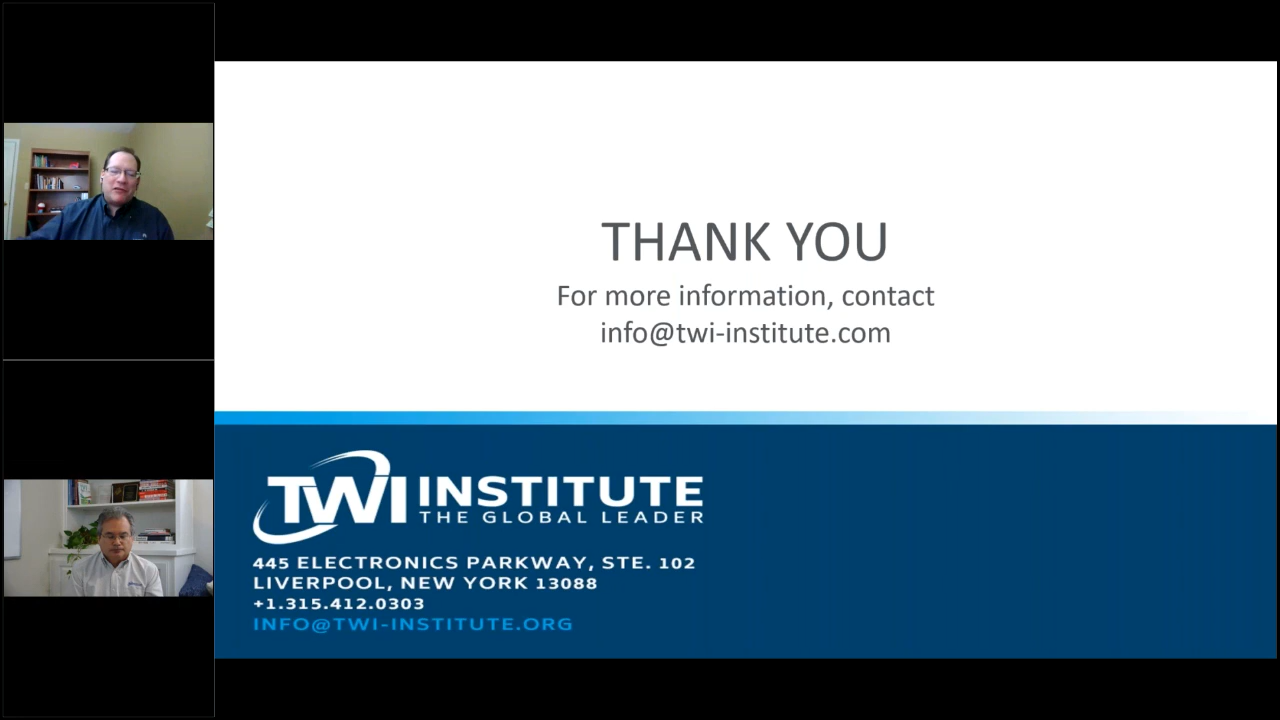 THANK YOU
For more information, contact
info@twi-institute.com
TWI INSTITUTE
THE GLOBAL LEADER
445 ELECTRONICS PARKWAY, STE. 102
LIVERPOOL, NEW YORK 13088
+1.315.412.0303
INFO@TWI-INSTITUTE.ORG